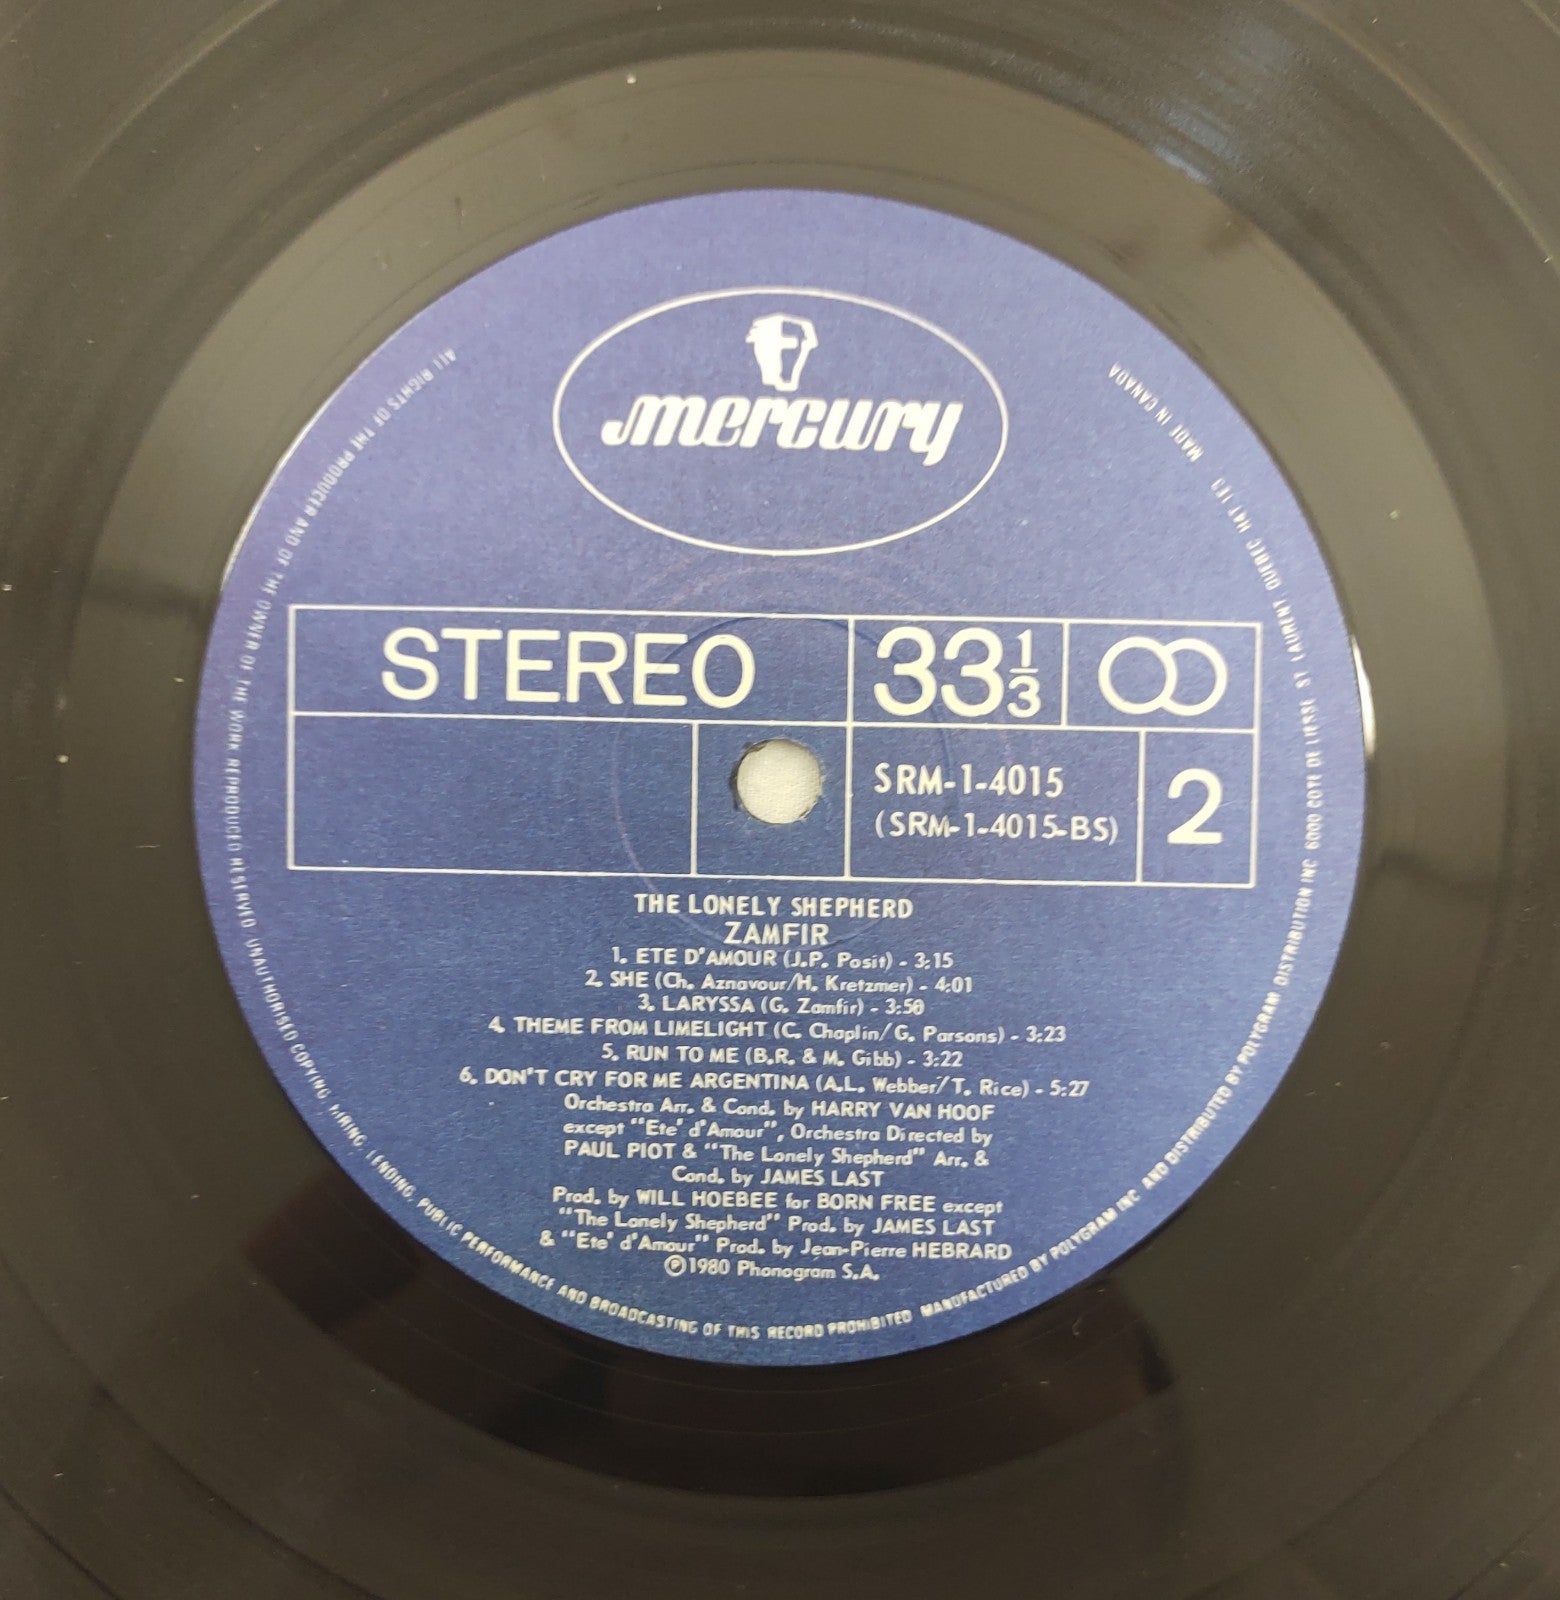 mercury
STEREO 33 1/3
SRM-1-4015
(SRM-1-4015-BS)
2
THE LONELY SHEPHERD
ZAMFIR
1. ETE D'AMOUR (J.P. Posit) - 3:15
2. SHE (Ch. Aznavour/H. Kretzmer) - 4:01
3. LARYSSA (G. Zamfir) - 3:50
4. THEME FROM LIMELIGHT (C. Chaplin/G. Parsons) - 3:23
5. RUN TO ME (B.R. & M. Gibb) - 3:22
6. DON'T CRY FOR ME ARGENTINA (A.L. Webber/T. Rice) - 5:27
Orchestra Arr. & Cond. by HARRY VAN HOOF
except "Ete' d'Amour", Orchestra Directed by
PAUL PIOT & "The Lonely Shepherd" Arr. &
Cond. by JAMES LAST
Prod. by WILL HOEBEE for BORN FREE except
"The Lonely Shepherd" Prod. by JAMES LAST
& "Ete' d'Amour" Prod. by Jean-Pierre HEBRARD
℗1980 Phonogram S.A.
ALL RIGHTS OF THE PRODUCER AND OF THE OWNER OF THE WORK REPRODUCED RESERVED. UNAUTHORISED COPYING, HIRING, LENDING, PUBLIC PERFORMANCE AND BROADCASTING OF THIS RECORD PROHIBITED MANUFACTURED BY POLYGRAM INC AND DISTRIBUTED BY POLYGRAM DISTRIBUTION INC 6000 COTE DE LIESSE ST LAURENT QUEBEC H4T 1E3 MADE IN CANADA